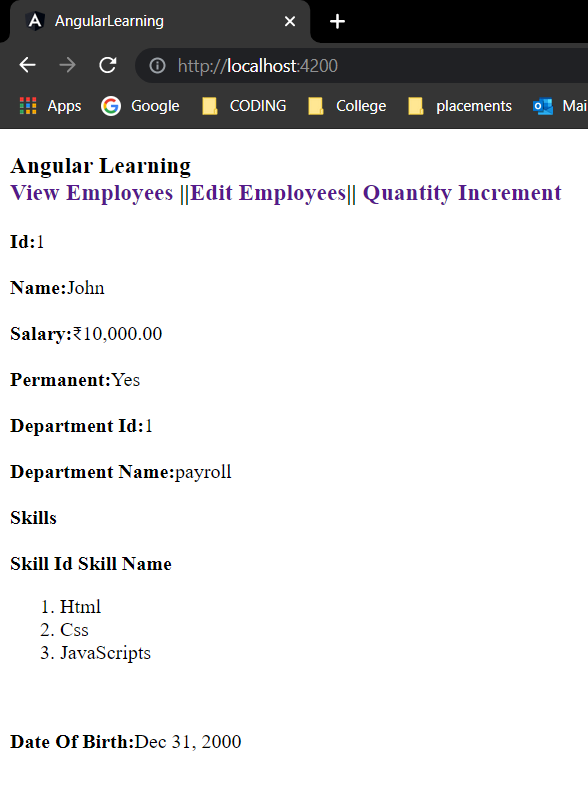 AngularLearning
http://localhost:4200
Apps Google CODING College placements Mai
Angular Learning
View Employees ||Edit Employees|| Quantity Increment
Id:1
Name:John
Salary:₹10,000.00
Permanent:Yes
Department Id:1
Department Name:payroll
Skills
Skill Id Skill Name
1. Html
2. Css
3. JavaScripts
Date Of Birth:Dec 31, 2000